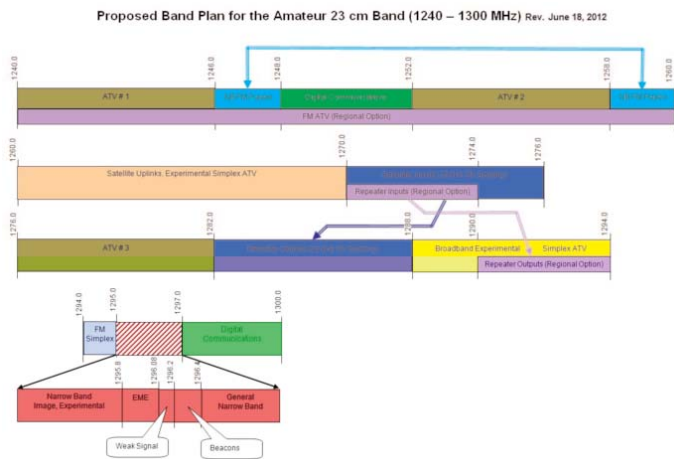 Proposed Band Plan for the Amateur 23 cm Band (1240 – 1300 MHz) Rev. June 18, 2012
1240.0
1246.0
1248.0
1252.0
1258.0
1260.0
ATV # 1
Digital Communications
ATV # 2
FM ATV (Regional Option)
1260.0
1270.0
1274.0
1276.0
Satellite Uplinks, Experimental Simplex ATV
Repeater Inputs (Regional Option)
1276.0
1282.0
1288.0
1290.0
1294.0
ATV # 3
Broadband Experimental
Simplex ATV
Repeater Outputs (Regional Option)
1294.0
1295.0
1297.0
1300.0
FM
Simplex
Digital
Communications
1295.8
1296.08
1296.2
1296.4
Narrow Band
Image, Experimental
EME
General
Narrow Band
Weak Signal
Beacons